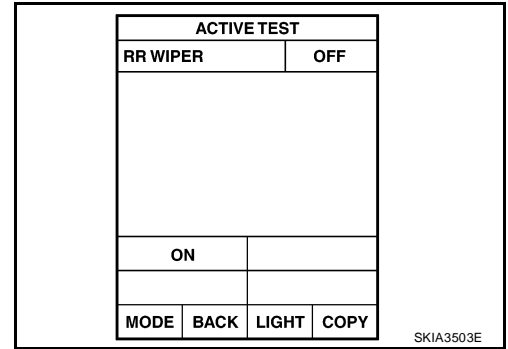 ACTIVE TEST
RR WIPER OFF
ON
MODE BACK LIGHT COPY
SKIA3503E